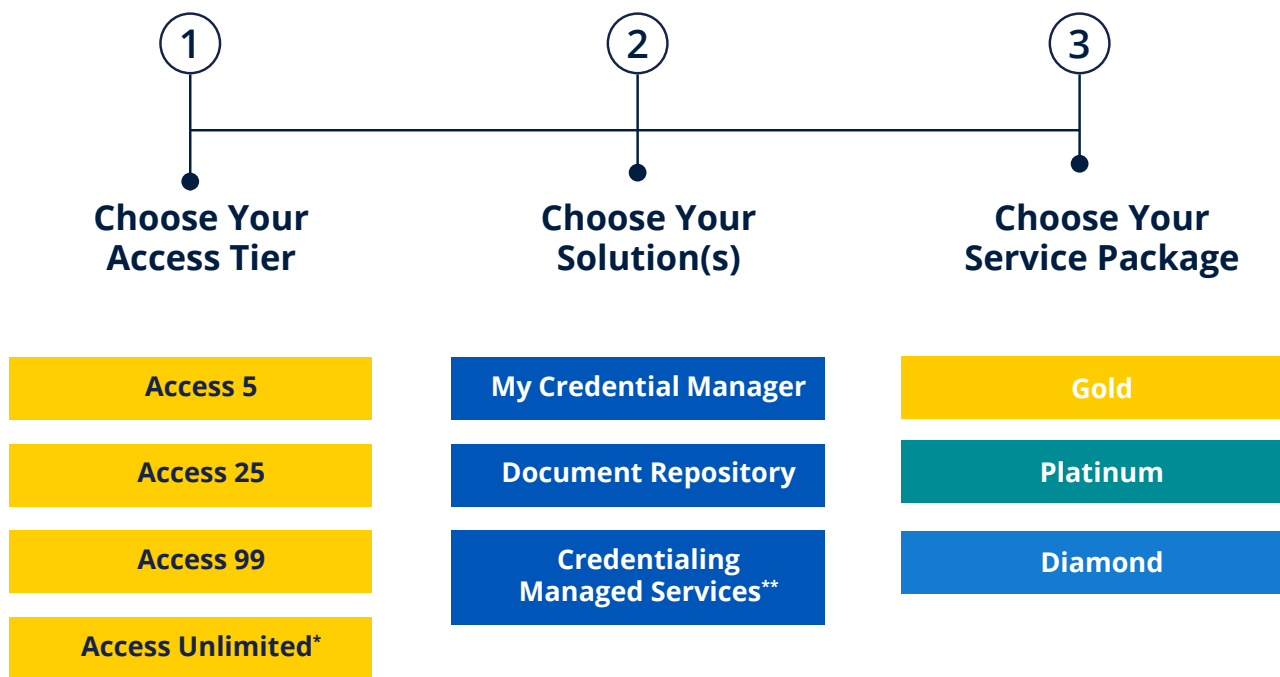 1
2
3
Choose Your
Access Tier
Choose Your
Solution(s)
Choose Your
Service Package
Access 5
Access 25
Access 99
Access Unlimited*
My Credential Manager
Document Repository
Credentialing
Managed Services**
Gold
Platinum
Diamond